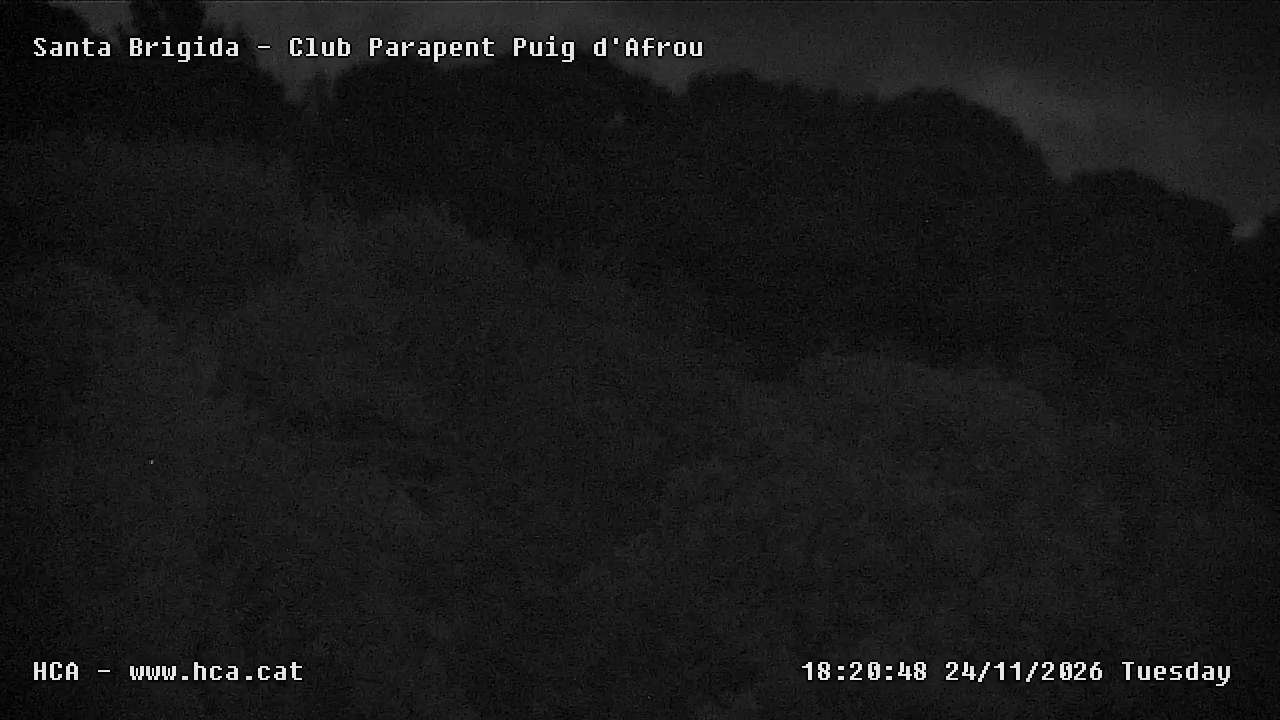 Santa Brigida - Club Parapent Puig d'Afrou
HCA - www.hca.cat
18:20:48 24/11/2026 Tuesday